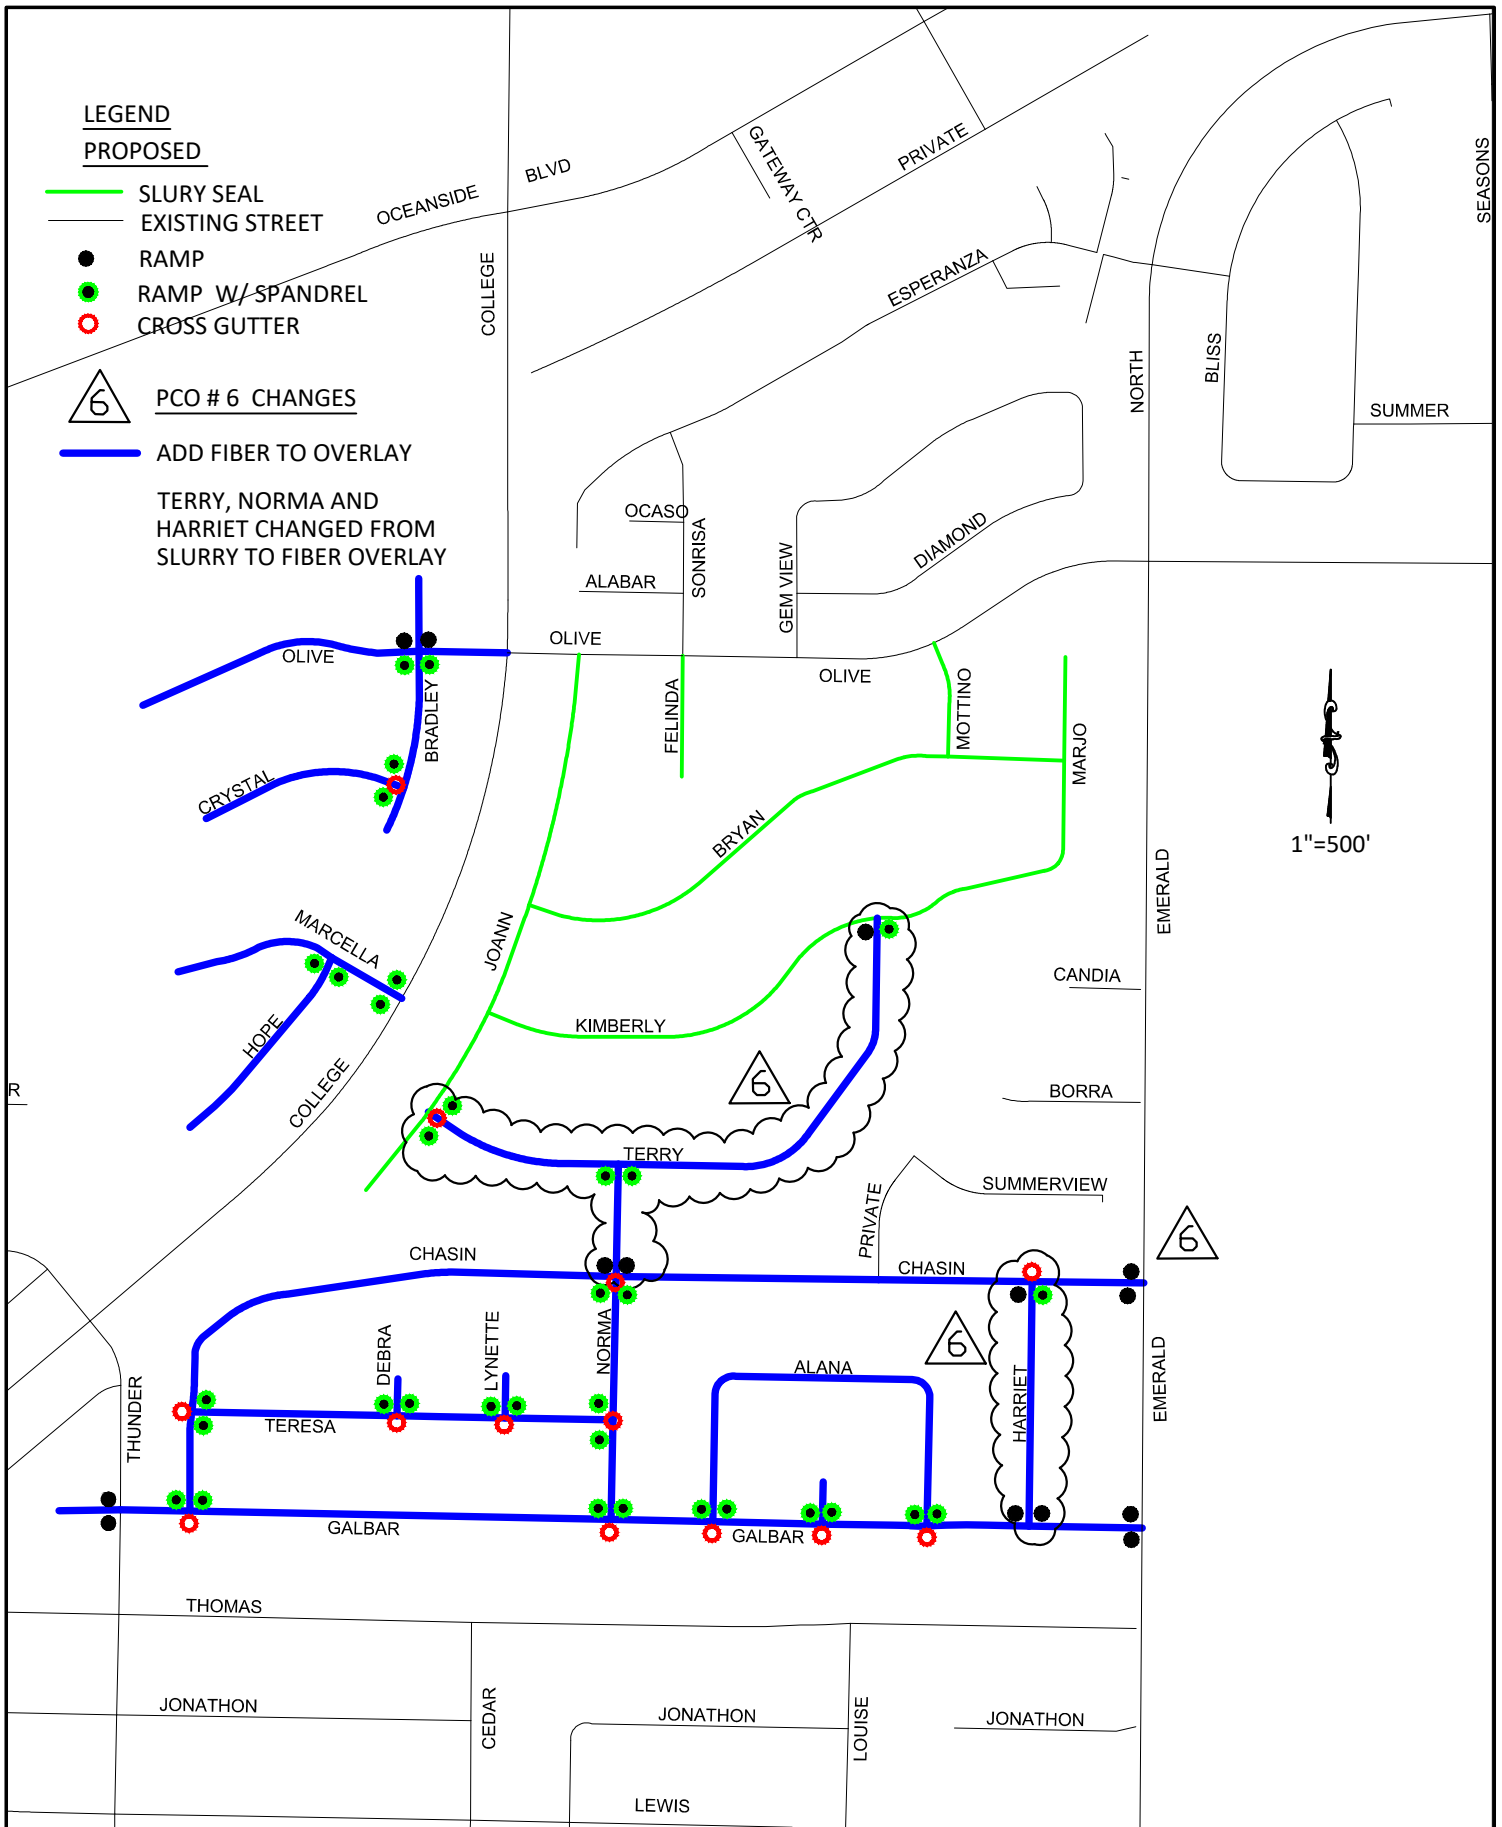 LEGEND
PROPOSED
SLURY SEAL
EXISTING STREET
RAMP
RAMP W/ SPANDREL
CROSS GUTTER
6
PCO # 6 CHANGES
ADD FIBER TO OVERLAY
TERRY, NORMA AND
HARRIET CHANGED FROM
SLURRY TO FIBER OVERLAY
OCEANSIDE
BLVD
GATEWAY CTR
PRIVATE
SEASONS
COLLEGE
ESPERANZA
NORTH
BLISS
SUMMER
OCASO
SONRISA
ALABAR
GEM VIEW
DIAMOND
OLIVE
OLIVE
OLIVE
BRADLEY
FELINDA
MOTTINO
MARJO
CRYSTAL
BRYAN
1"=500'
EMERALD
MARCELLA
JOANN
CANDIA
HOPE
KIMBERLY
COLLEGE
6
BORRA
R
TERRY
PRIVATE
SUMMERVIEW
6
CHASIN
CHASIN
DEBRA
LYNETTE
NORMA
6
ALANA
HARRIET
EMERALD
THUNDER
TERESA
GALBAR
GALBAR
THOMAS
JONATHON
CEDAR
JONATHON
LOUISE
JONATHON
LEWIS